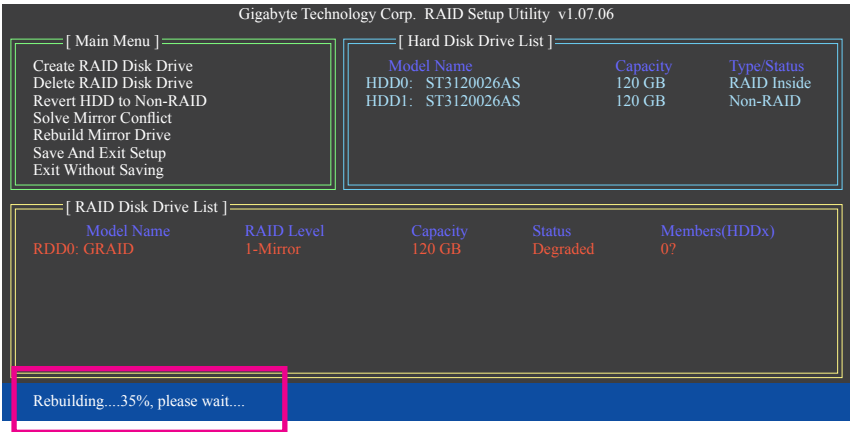 Gigabyte Technology Corp. RAID Setup Utility v1.07.06
[ Main Menu ]
Create RAID Disk Drive
Delete RAID Disk Drive
Revert HDD to Non-RAID
Solve Mirror Conflict
Rebuild Mirror Drive
Save And Exit Setup
Exit Without Saving
[ Hard Disk Drive List ]
Model Name Capacity Type/Status
HDD0: ST3120026AS 120 GB RAID Inside
HDD1: ST3120026AS 120 GB Non-RAID
[ RAID Disk Drive List ]
Model Name RAID Level Capacity Status Members(HDDx)
RDD0: GRAID 1-Mirror 120 GB Degraded 0?
Rebuilding....35%, please wait....